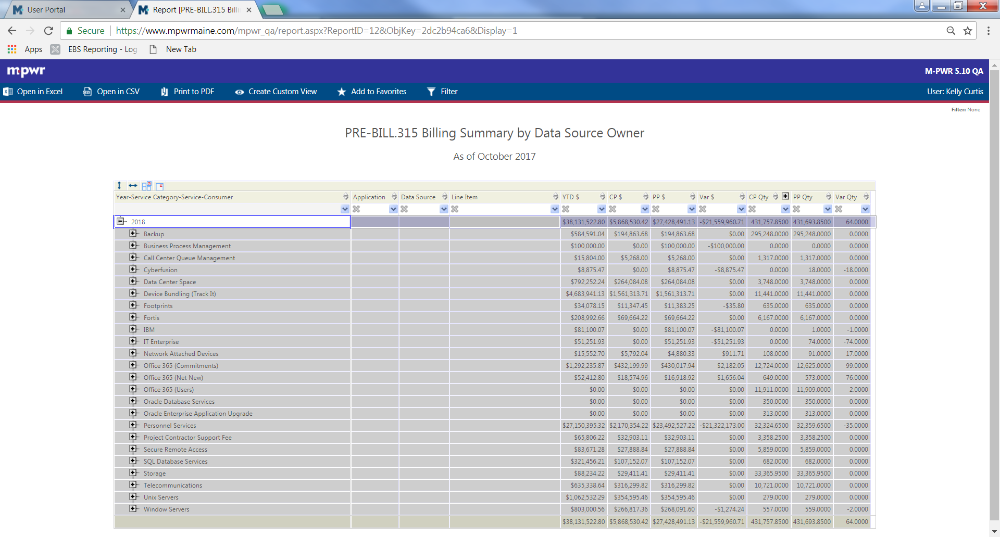 User Portal
Report [PRE-BILL.315 Billi
Secure https://www.mpwrmaine.com/mpwr_qa/report.aspx?ReportID=12&ObjKey=2dc2b94ca6&Display=1
Apps EBS Reporting - Log New Tab
m·pwr M-PWR 5.10 QA
Open in Excel Open in CSV Print to PDF Create Custom View Add to Favorites Filter User: Kelly Curtis
Filter: None
PRE-BILL.315 Billing Summary by Data Source Owner
As of October 2017
Year-Service Category-Service-Consumer Application Data Source Line Item YTD $ CP $ PP $ Var $ CP Qty PP Qty Var Qty
2018 $38,131,522.80 $5,868,530.42 $27,428,491.13 -$21,559,960.71 431,757.8500 431,693.8500 64.0000
Backup $584,591.04 $194,863.68 $194,863.68 $0.00 295,248.0000 295,248.0000 0.0000
Business Process Management $100,000.00 $0.00 $100,000.00 -$100,000.00 0.0000 0.0000 0.0000
Call Center Queue Management $15,804.00 $5,268.00 $5,268.00 $0.00 1,317.0000 1,317.0000 0.0000
Cyberfusion $8,875.47 $0.00 $8,875.47 -$8,875.47 0.0000 18.0000 -18.0000
Data Center Space $792,252.24 $264,084.08 $264,084.08 $0.00 3,748.0000 3,748.0000 0.0000
Device Bundling (Track It) $4,683,941.13 $1,561,313.71 $1,561,313.71 $0.00 11,441.0000 11,441.0000 0.0000
Footprints $34,078.15 $11,347.45 $11,383.25 -$35.80 635.0000 635.0000 0.0000
Fortis $208,992.66 $69,664.22 $69,664.22 $0.00 6,167.0000 6,167.0000 0.0000
IBM $81,100.07 $0.00 $81,100.07 -$81,100.07 0.0000 1.0000 -1.0000
IT Enterprise $51,251.93 $0.00 $51,251.93 -$51,251.93 0.0000 74.0000 -74.0000
Network Attached Devices $15,552.70 $5,792.04 $4,880.33 $911.71 108.0000 91.0000 17.0000
Office 365 (Commitments) $1,292,235.87 $432,199.99 $430,017.94 $2,182.05 12,724.0000 12,625.0000 99.0000
Office 365 (Net New) $52,412.80 $18,574.96 $16,918.92 $1,656.04 649.0000 573.0000 76.0000
Office 365 (Users) $0.00 $0.00 $0.00 $0.00 11,911.0000 11,909.0000 2.0000
Oracle Database Services $0.00 $0.00 $0.00 $0.00 350.0000 350.0000 0.0000
Oracle Enterprise Application Upgrade $0.00 $0.00 $0.00 $0.00 313.0000 313.0000 0.0000
Personnel Services $27,150,395.32 $2,170,354.22 $23,492,527.22 -$21,322,173.00 32,324.6500 32,359.6500 -35.0000
Project Contractor Support Fee $65,806.22 $32,903.11 $32,903.11 $0.00 3,358.2500 3,358.2500 0.0000
Secure Remote Access $83,671.28 $27,888.84 $27,888.84 $0.00 5,859.0000 5,859.0000 0.0000
SQL Database Services $321,456.21 $107,152.07 $107,152.07 $0.00 682.0000 682.0000 0.0000
Storage $88,234.22 $29,411.41 $29,411.41 $0.00 33,365.9500 33,365.9500 0.0000
Telecommunications $635,338.64 $316,299.82 $316,299.82 $0.00 10,721.0000 10,721.0000 0.0000
Unix Servers $1,062,532.29 $354,595.46 $354,595.46 $0.00 279.0000 279.0000 0.0000
Window Servers $803,000.56 $266,817.36 $268,091.60 -$1,274.24 557.0000 559.0000 -2.0000
$38,131,522.80 $5,868,530.42 $27,428,491.13 -$21,559,960.71 431,757.8500 431,693.8500 64.0000